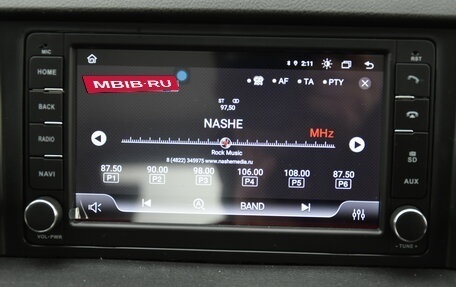 MIC
RST
HOME
BACK
RADIO
NAVI
VOL-PWR
SD
AUX
- TUNE +
2:11
MBIB·RU
AF
TA
PTY
ST
97,50
NASHE
MHz
Rock Music
8 (4822) 349975 www.nashemedia.ru
87.50 90.00 98.00 106.00 108.00 87.50
P1 P2 P3 P4 P5 P6
BAND